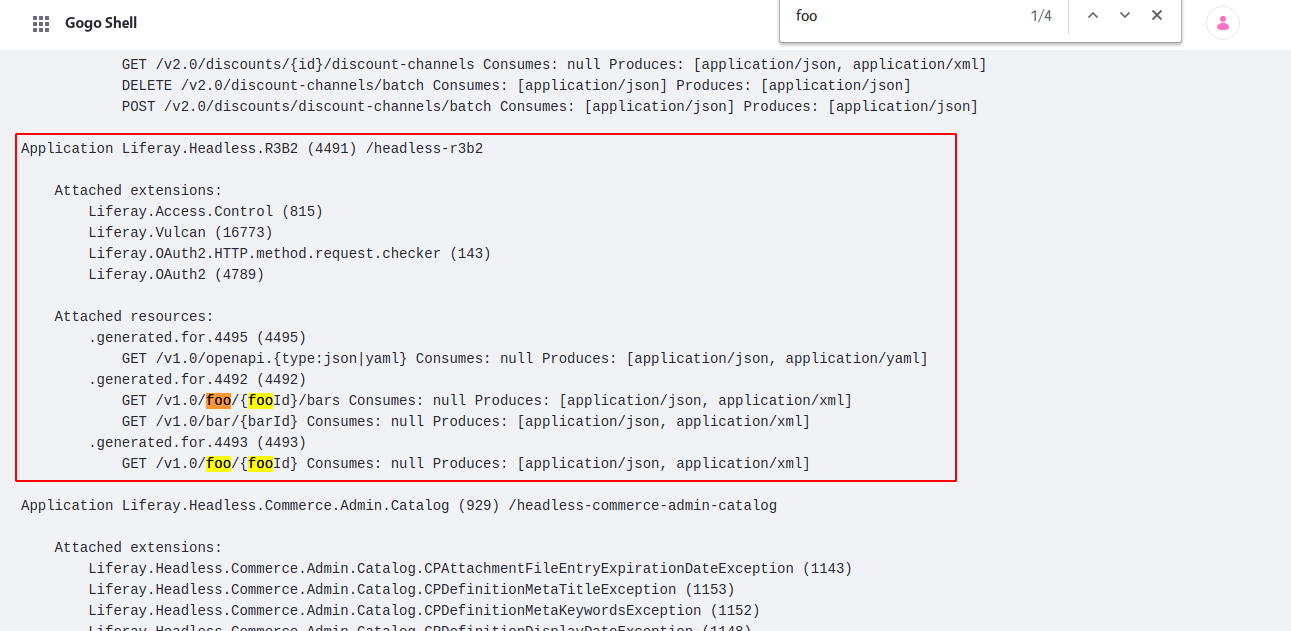 Gogo Shell
foo
1/4
GET /v2.0/discounts/{id}/discount-channels Consumes: null Produces: [application/json, application/xml]
DELETE /v2.0/discount-channels/batch Consumes: [application/json] Produces: [application/json]
POST /v2.0/discounts/discount-channels/batch Consumes: [application/json] Produces: [application/json]
Application Liferay.Headless.R3B2 (4491) /headless-r3b2
Attached extensions:
Liferay.Access.Control (815)
Liferay.Vulcan (16773)
Liferay.OAuth2.HTTP.method.request.checker (143)
Liferay.OAuth2 (4789)
Attached resources:
.generated.for.4495 (4495)
GET /v1.0/openapi.{type:json|yaml} Consumes: null Produces: [application/json, application/yaml]
.generated.for.4492 (4492)
GET /v1.0/foo/{fooId}/bars Consumes: null Produces: [application/json, application/xml]
GET /v1.0/bar/{barId} Consumes: null Produces: [application/json, application/xml]
.generated.for.4493 (4493)
GET /v1.0/foo/{fooId} Consumes: null Produces: [application/json, application/xml]
Application Liferay.Headless.Commerce.Admin.Catalog (929) /headless-commerce-admin-catalog
Attached extensions:
Liferay.Headless.Commerce.Admin.Catalog.CPAttachmentFileEntryExpirationDateException (1143)
Liferay.Headless.Commerce.Admin.Catalog.CPDefinitionMetaTitleException (1153)
Liferay.Headless.Commerce.Admin.Catalog.CPDefinitionMetaKeywordsException (1152)
Liferay.Headless.Commerce.Admin.Catalog.CPDefinitionDisplayDateException (1148)